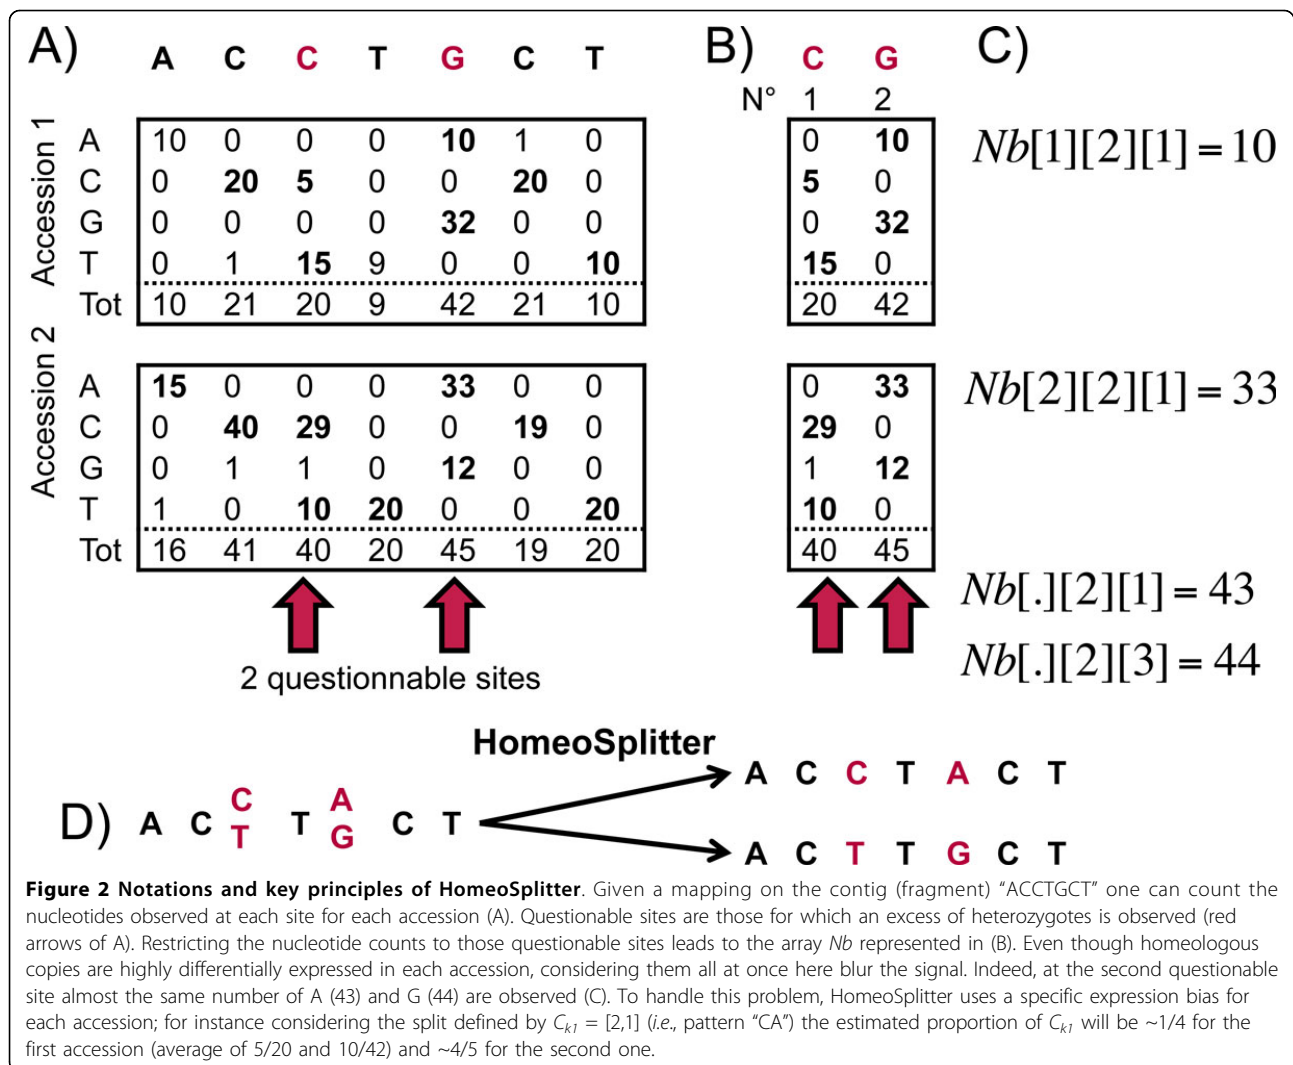 A) A C C T G C T B) C G C)
N° 1 2
Accession 1
A 10 0 0 0 10 1 0 0 10 Nb[1][2][1] = 10
C 0 20 5 0 0 20 0 5 0
G 0 0 0 0 32 0 0 0 32
T 0 1 15 9 0 0 10 15 0
Tot 10 21 20 9 42 21 10 20 42
Accession 2
A 15 0 0 0 33 0 0 0 33 Nb[2][2][1] = 33
C 0 40 29 0 0 19 0 29 0
G 0 1 1 0 12 0 0 1 12
T 1 0 10 20 0 0 20 10 0
Tot 16 41 40 20 45 19 20 40 45
Nb[.][2][1] = 43
2 questionnable sites Nb[.][2][3] = 44
HomeoSplitter
A C C T A C T
C A
D) A C T G C T
T G
A C T T G C T
Figure 2 Notations and key principles of HomeoSplitter. Given a mapping on the contig (fragment) "ACCTGCT" one can count the
nucleotides observed at each site for each accession (A). Questionable sites are those for which an excess of heterozygotes is observed (red
arrows of A). Restricting the nucleotide counts to those questionable sites leads to the array Nb represented in (B). Even though homeologous
copies are highly differentially expressed in each accession, considering them all at once here blur the signal. Indeed, at the second questionable
site almost the same number of A (43) and G (44) are observed (C). To handle this problem, HomeoSplitter uses a specific expression bias for
each accession; for instance considering the split defined by Ck1 = [2,1] (i.e., pattern "CA") the estimated proportion of Ck1 will be ~1/4 for the
first accession (average of 5/20 and 10/42) and ~4/5 for the second one.